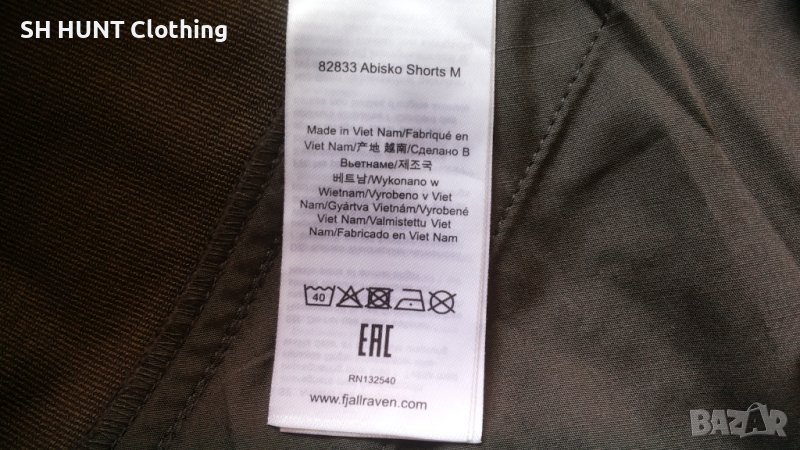 SH HUNT Clothing
82833 Abisko Shorts M
Made in Viet Nam/Fabriqué en
Viet Nam/产地 越南/Сделано В
Вьетнаме/제조국
베트남/Wykonano w
Wietnam/Vyrobeno v Viet
Nam/Gyártva Vietnám/Vyrobené
Viet Nam/Valmistettu Viet
Nam/Fabricado en Viet Nam
40
EAC
RN132540
www.fjallraven.com
BAZAR